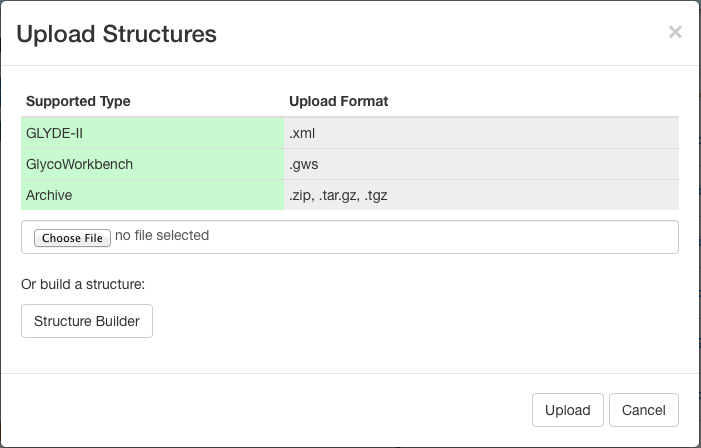 Upload Structures ×
Supported Type Upload Format
GLYDE-II .xml
GlycoWorkbench .gws
Archive .zip, .tar.gz, .tgz
Choose File no file selected
Or build a structure:
Structure Builder
Upload Cancel